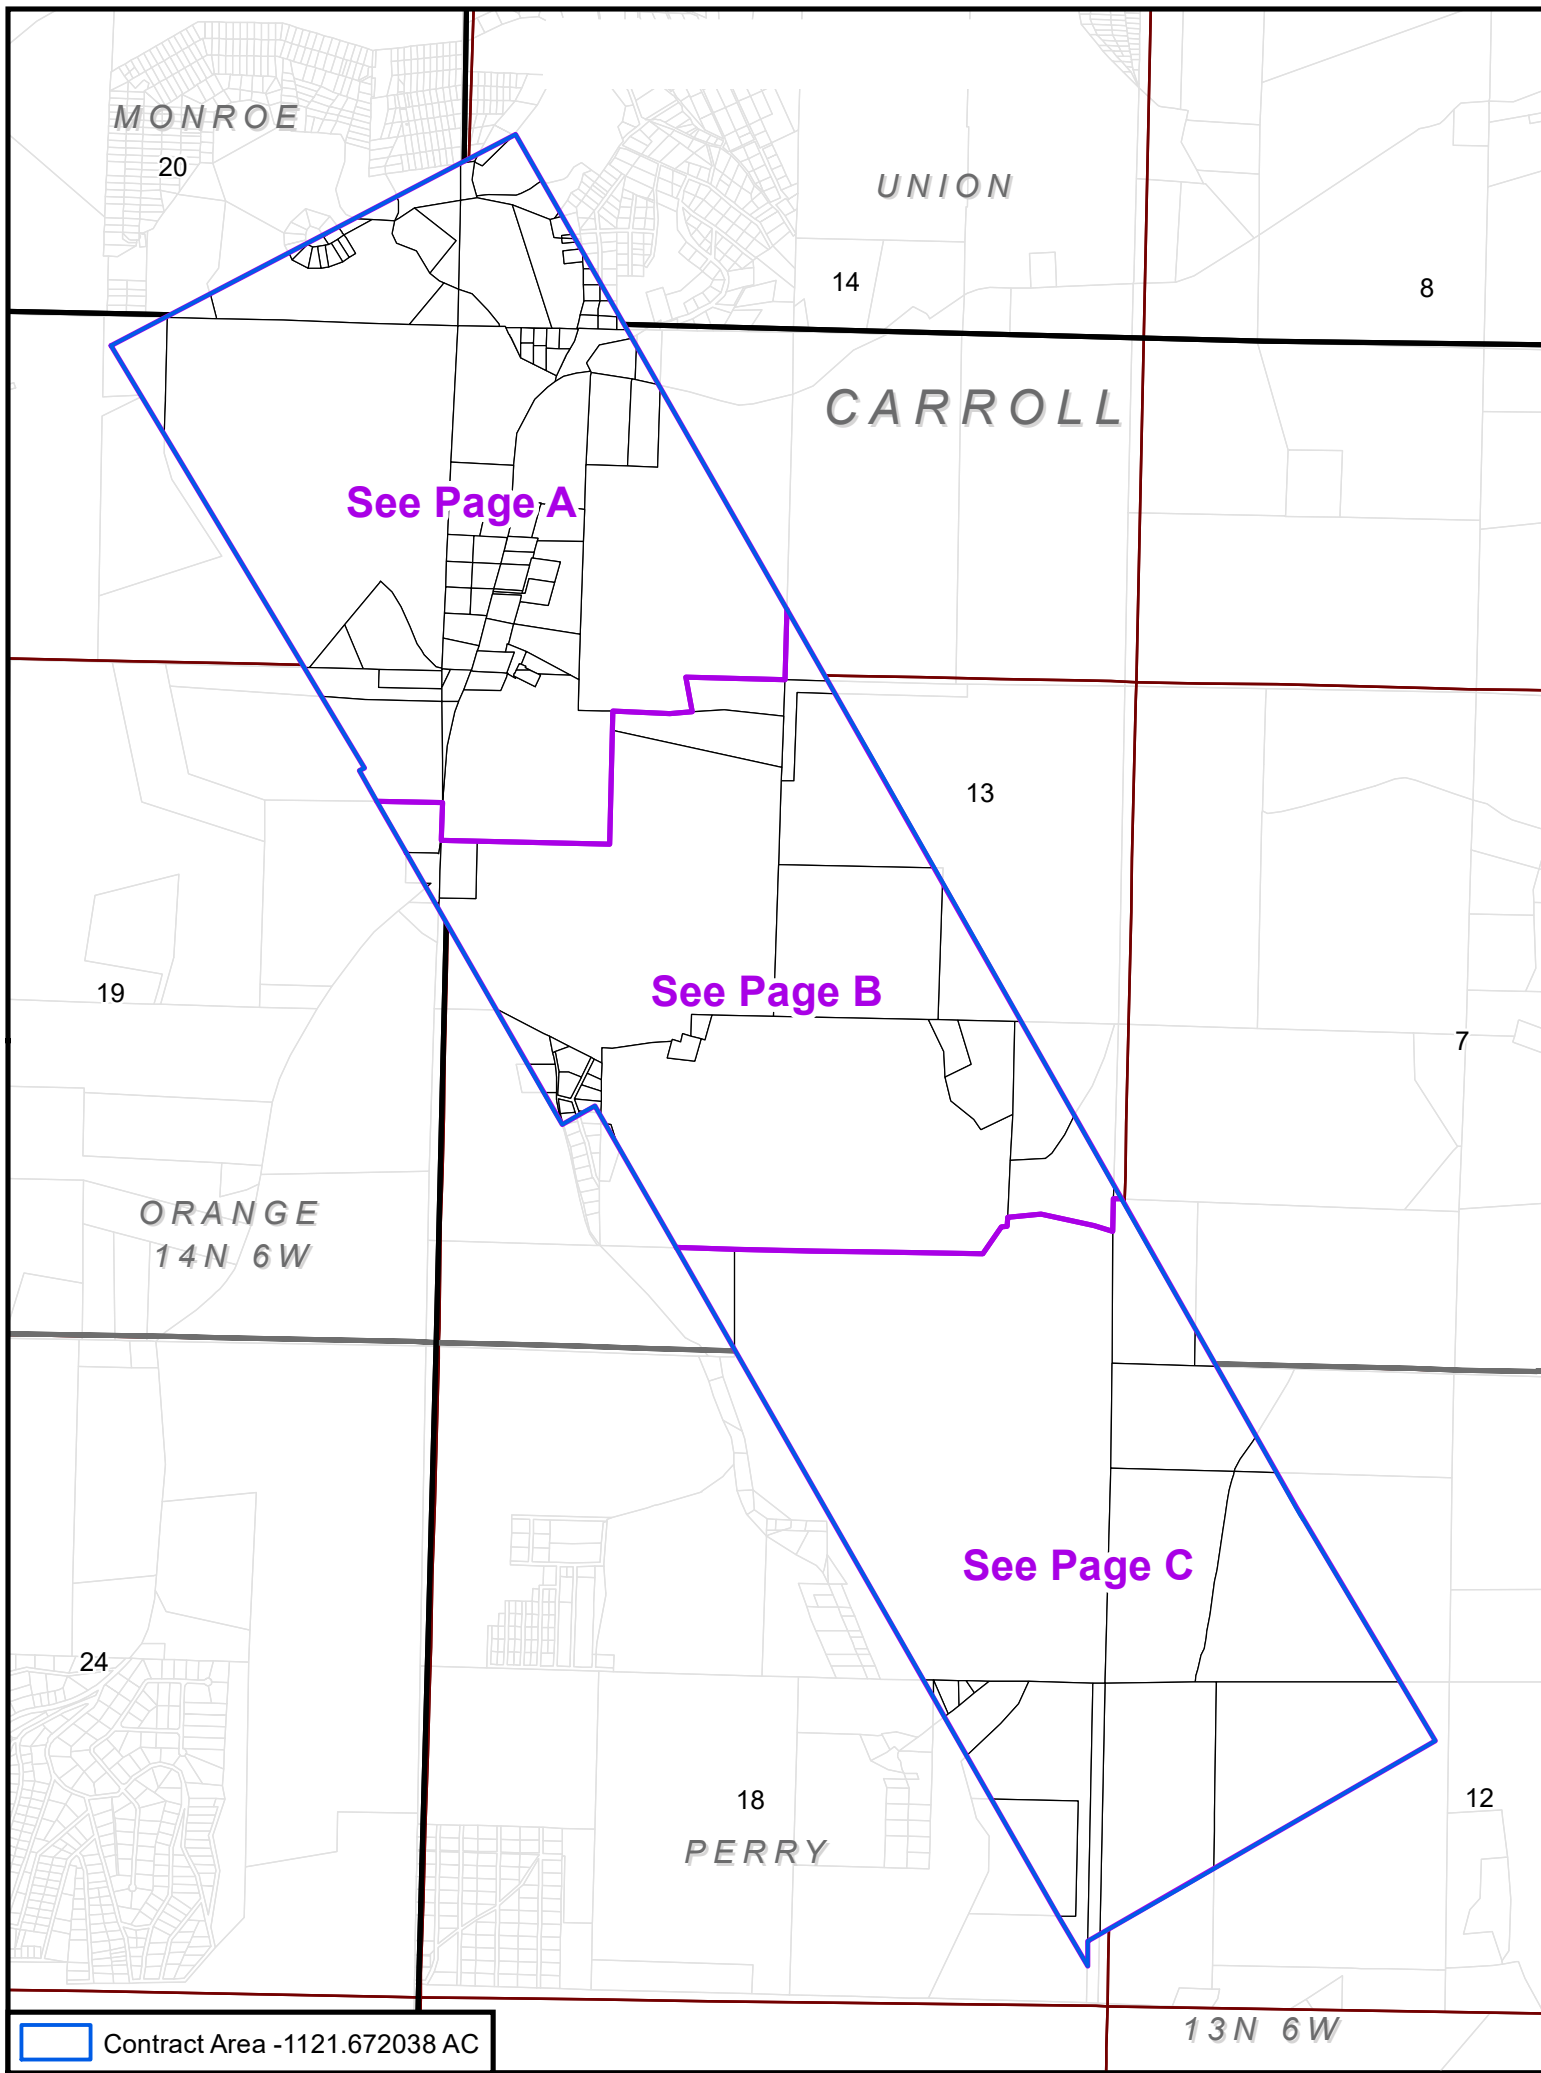 MONROE
20
UNION
14
8
CARROLL
See Page A
13
19
See Page B
7
ORANGE
14N 6W
See Page C
24
18
12
PERRY
13N 6W
Contract Area -1121.672038 AC